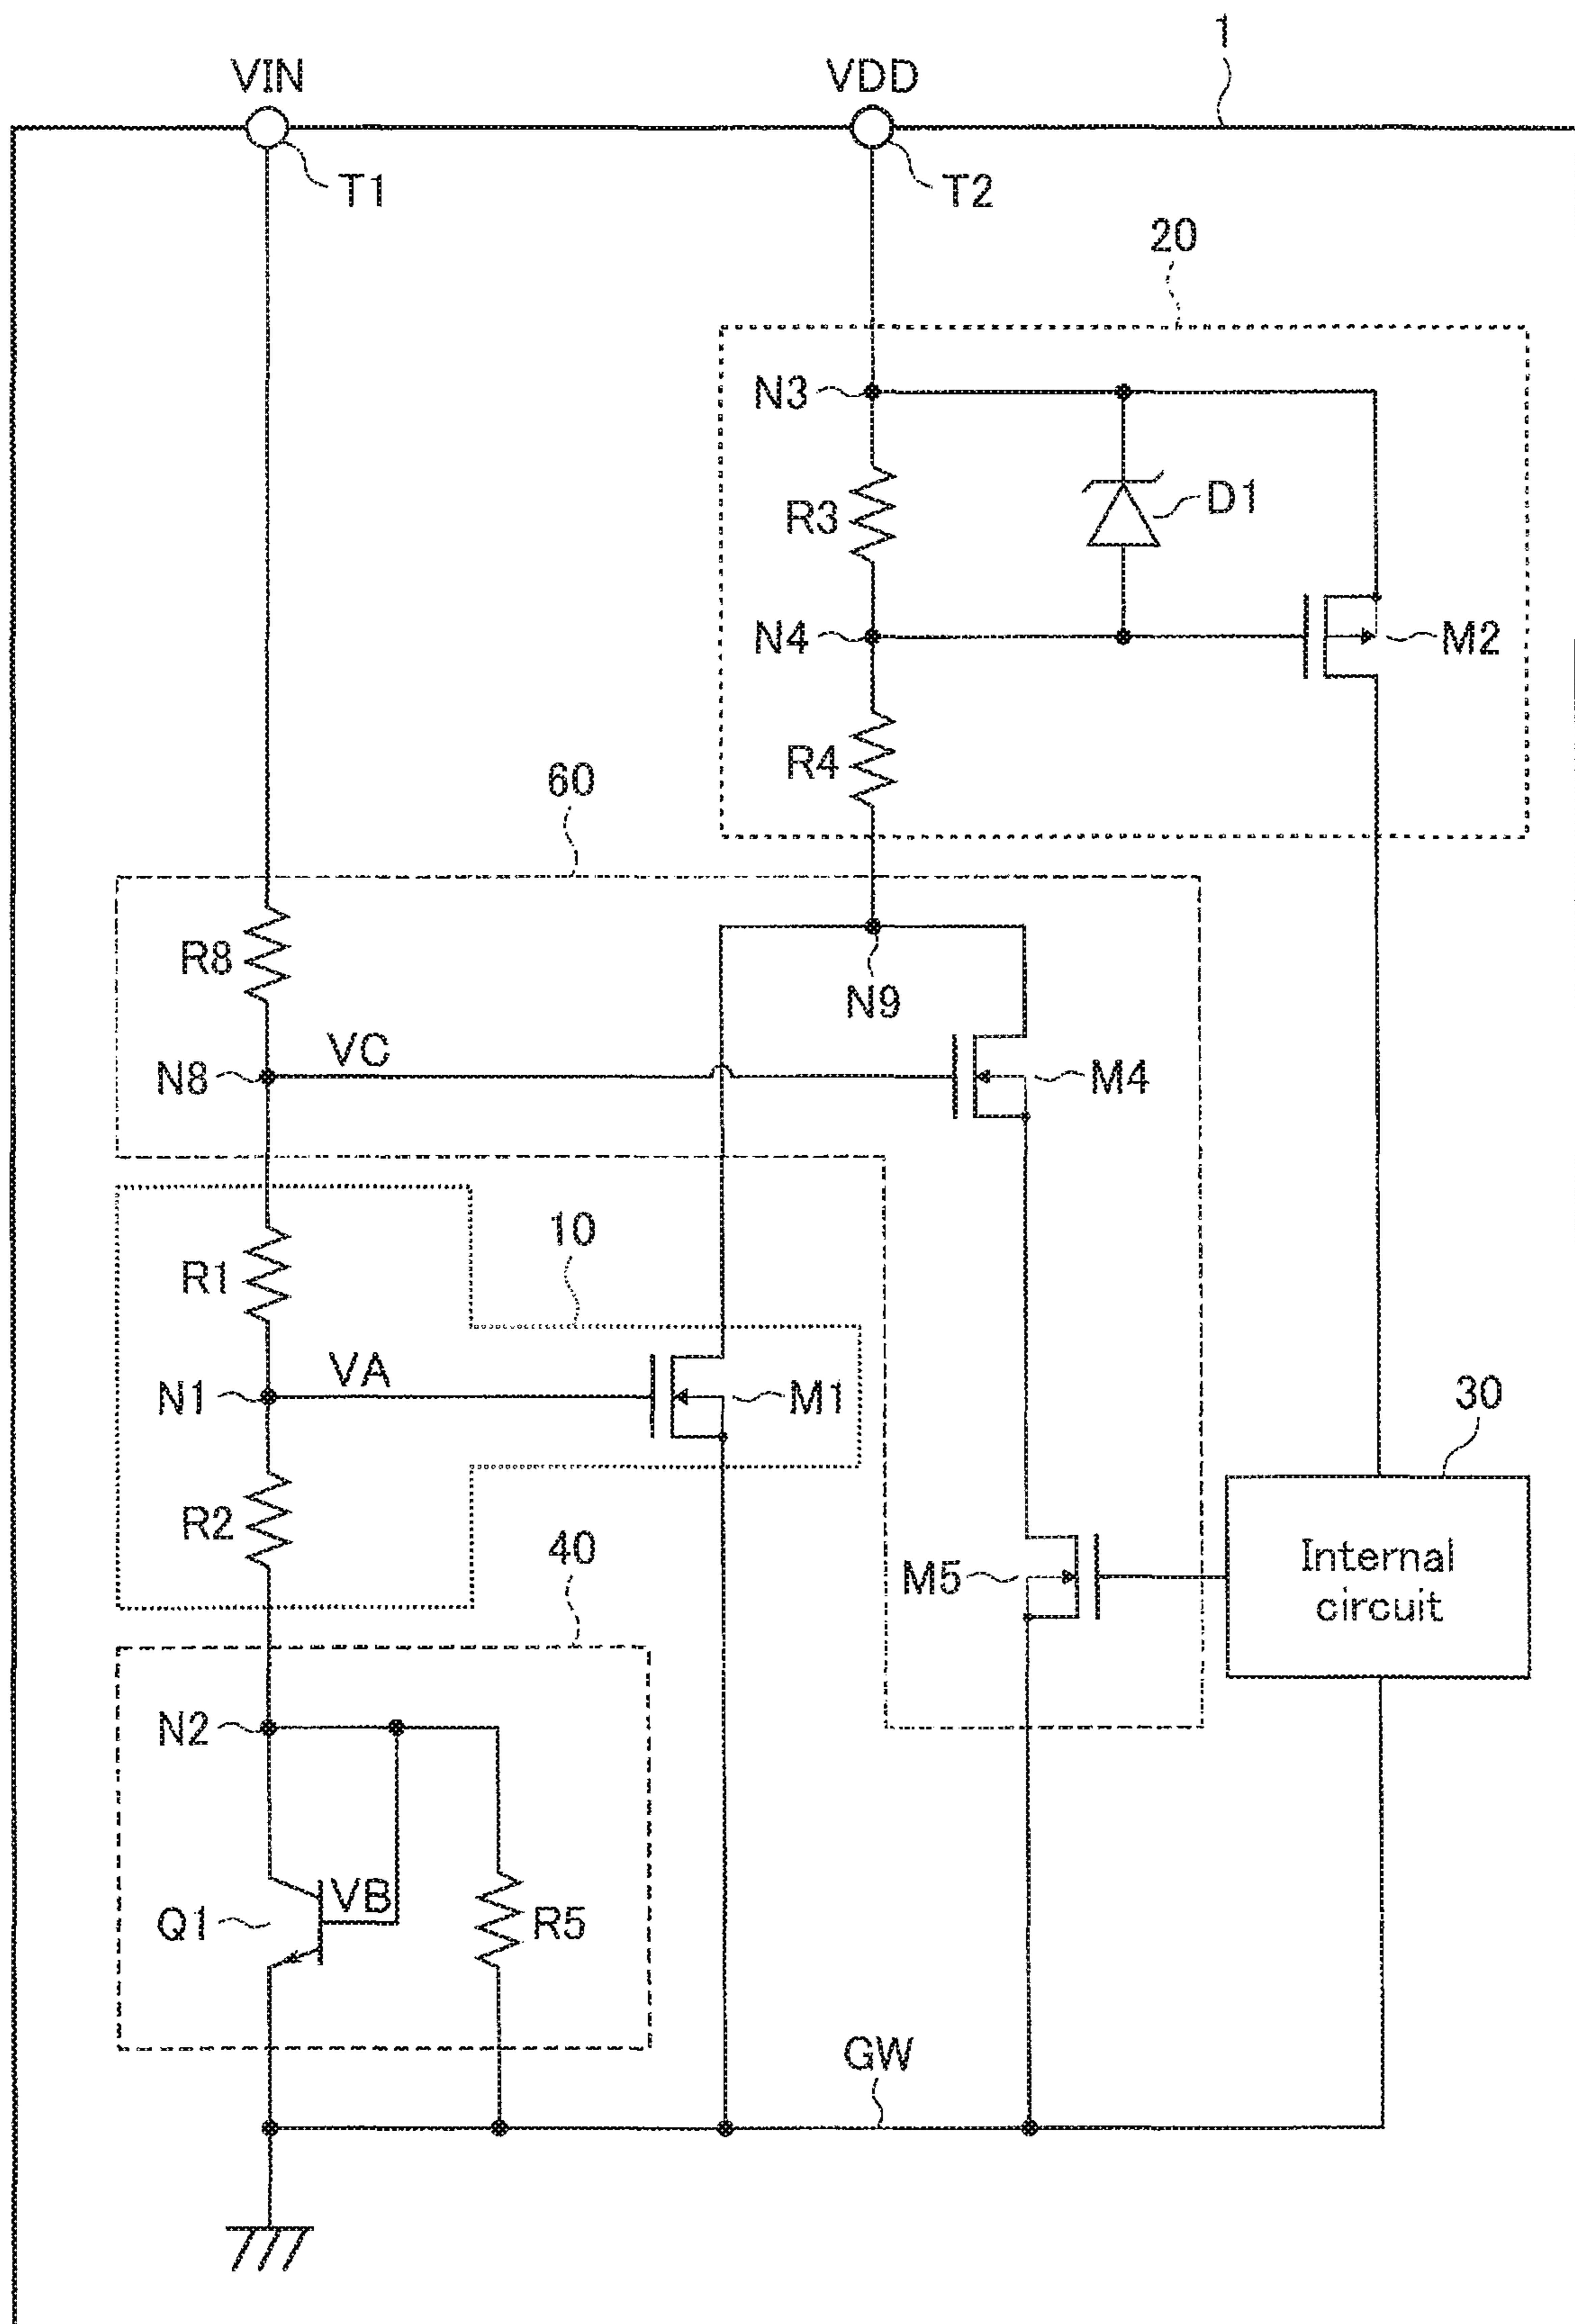 1
VIN
VDD
T1
T2
20
N3
R3
D1
N4
M2
R4
60
R8
N9
VC
N8
M4
10
R1
VA
N1
M1
30
R2
40
M5
Internal
circuit
N2
VB
Q1
R5
GW